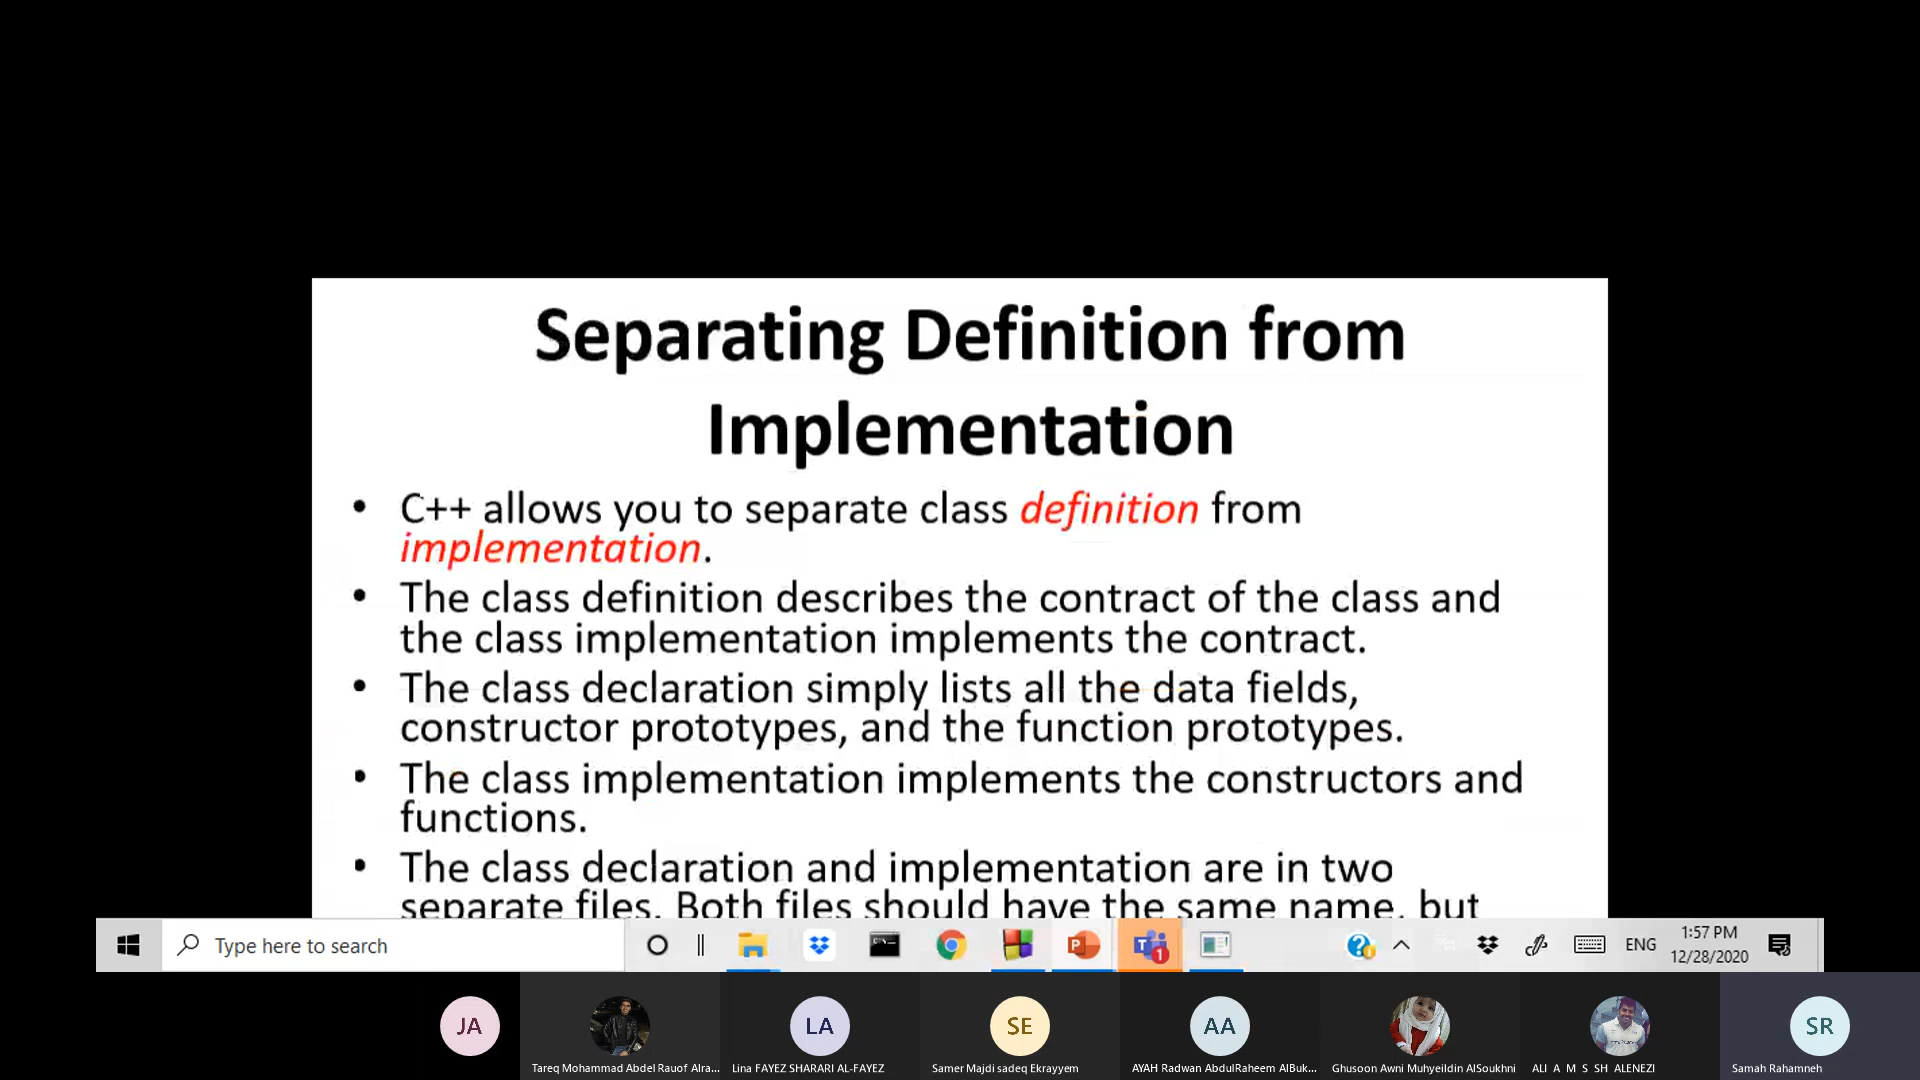 Separating Definition from
Implementation
• C++ allows you to separate class definition from
implementation.
• The class definition describes the contract of the class and
the class implementation implements the contract.
• The class declaration simply lists all the data fields,
constructor prototypes, and the function prototypes.
• The class implementation implements the constructors and
functions.
• The class declaration and implementation are in two
separate files. Both files should have the same name, but
Type here to search
ENG
1:57 PM
12/28/2020
1
JA
LA
SE
AA
SR
Tareq Mohammad Abdel Rauof Alra...
Lina FAYEZ SHARARI AL-FAYEZ
Samer Majdi sadeq Ekrayyem
AYAH Radwan AbdulRaheem AlBuk...
Ghusoon Awni Muhyeildin AlSoukhni
ALI A M S SH ALENEZI
Samah Rahamneh